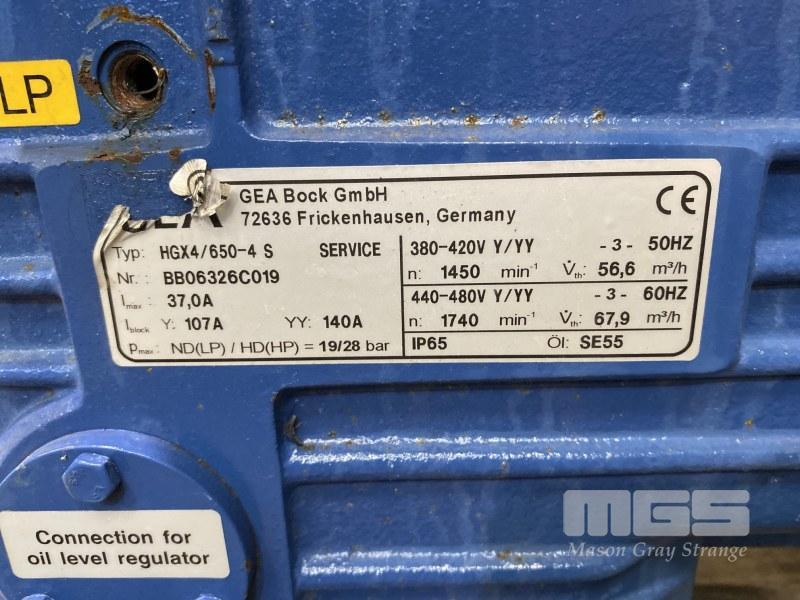 LP
GEA Bock GmbH
72636 Frickenhausen, Germany
CE
Typ: HGX4/650-4 S SERVICE
Nr.: BB06326C019
Imax: 37,0A
Iblock Y: 107A YY: 140A
Pmax: ND(LP) / HD(HP) = 19/28 bar
380-420V Y/YY -3- 50HZ
n: 1450 min-1 V̇th: 56,6 m³/h
440-480V Y/YY -3- 60HZ
n: 1740 min-1 V̇th: 67,9 m³/h
IP65 Öl: SE55
Connection for
oil level regulator
MGS
Mason Gray Strange